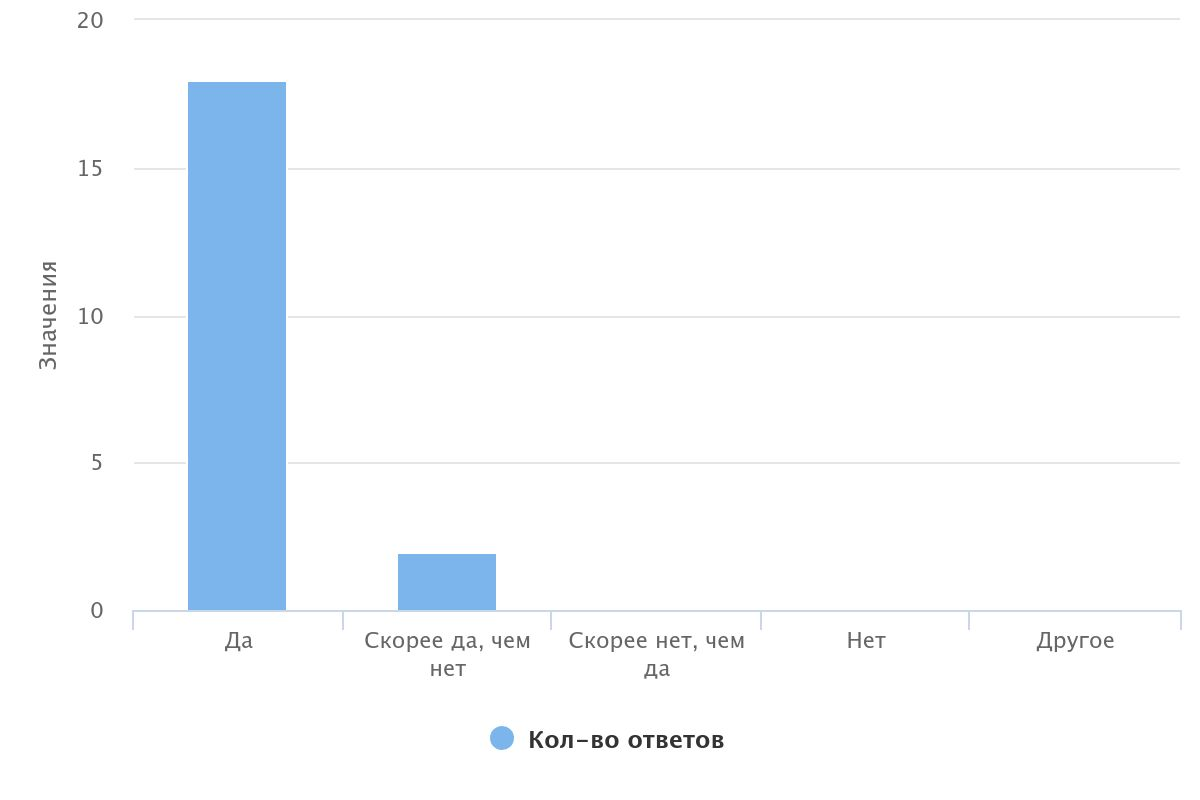 20
15
10
5
0
Значения
Да
Скорее да, чем
нет
Скорее нет, чем
да
Нет
Другое
Кол-во ответов